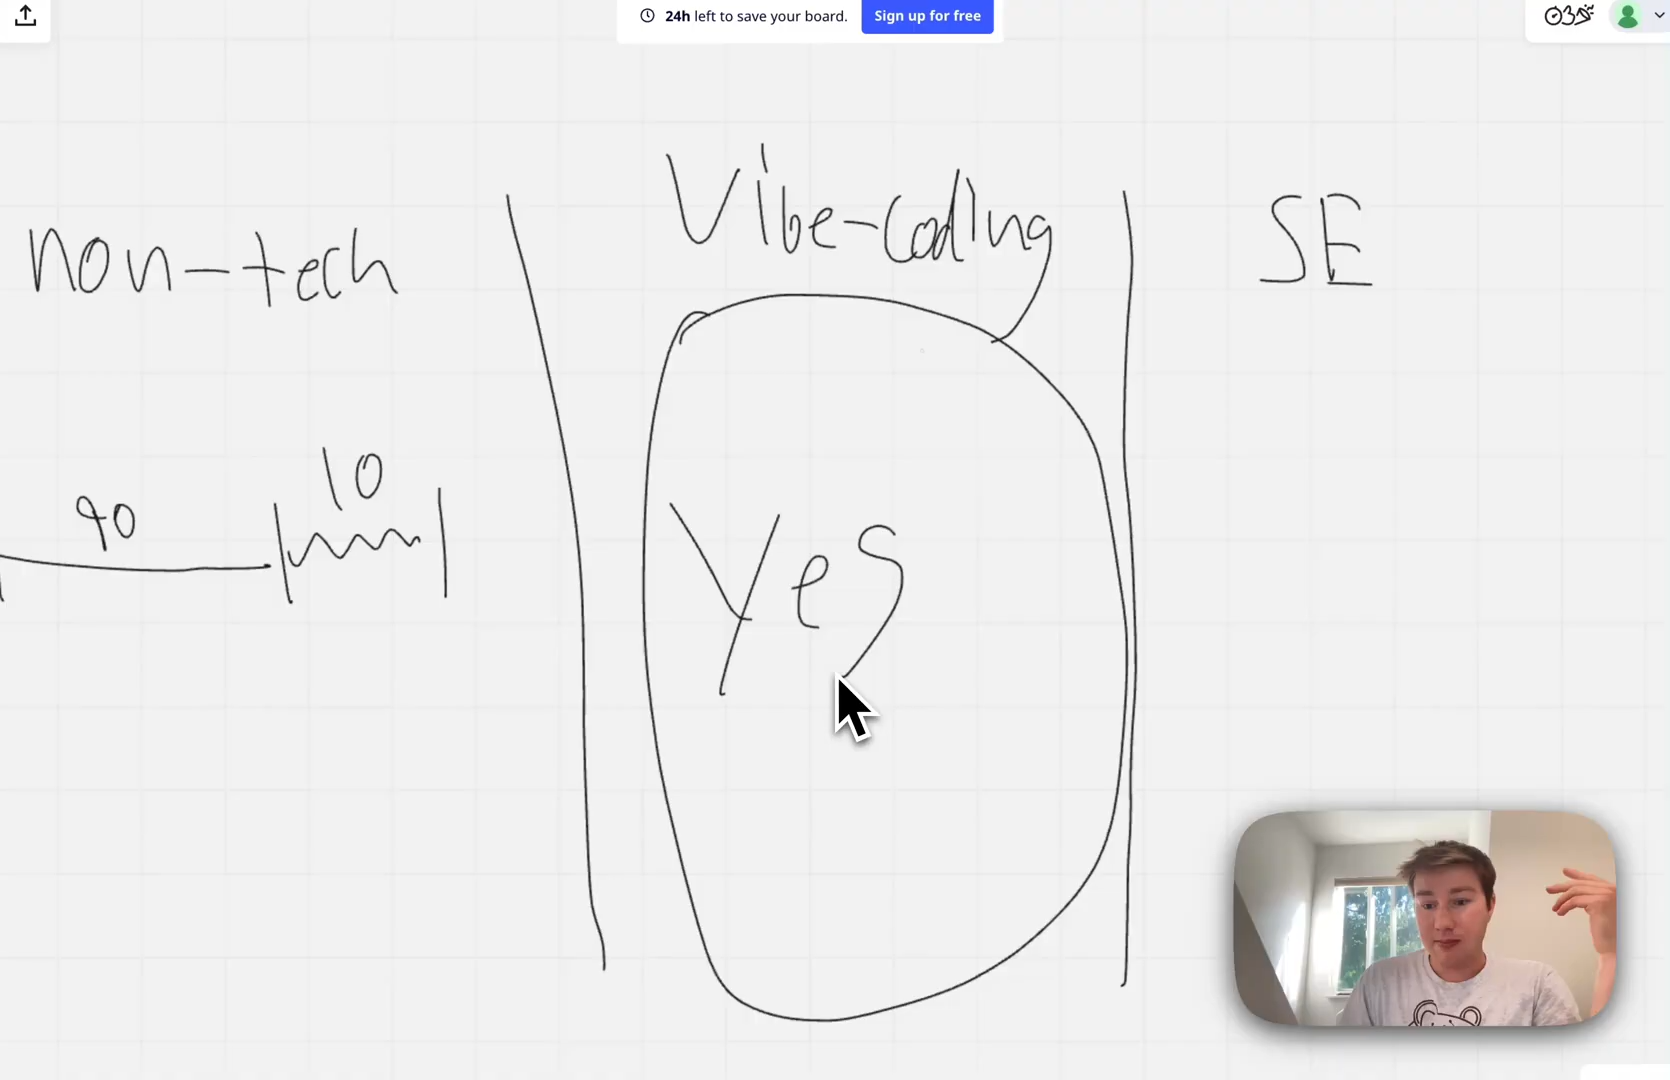 24h left to save your board. Sign up for free
non-tech
Vibe-coding
SE
90
10
Yes